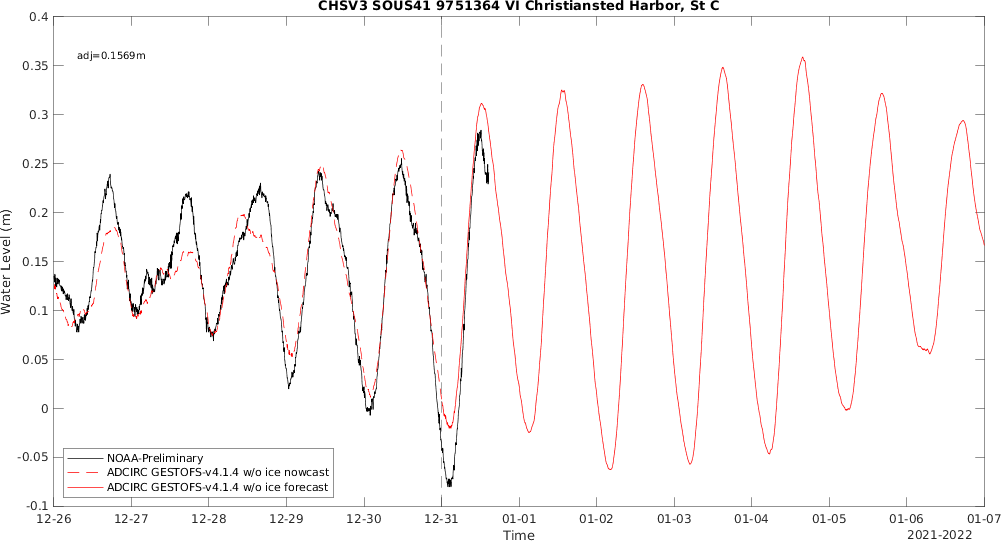 CHSV3 SOUS41 9751364 VI Christiansted Harbor, St C
adj=0.1569m
0.4
0.35
0.3
0.25
0.2
0.15
0.1
0.05
0
-0.05
-0.1
Water Level (m)
NOAA-Preliminary
ADCIRC GESTOFS-v4.1.4 w/o ice nowcast
ADCIRC GESTOFS-v4.1.4 w/o ice forecast
12-26 12-27 12-28 12-29 12-30 12-31 01-01 01-02 01-03 01-04 01-05 01-06 01-07
Time
2021-2022